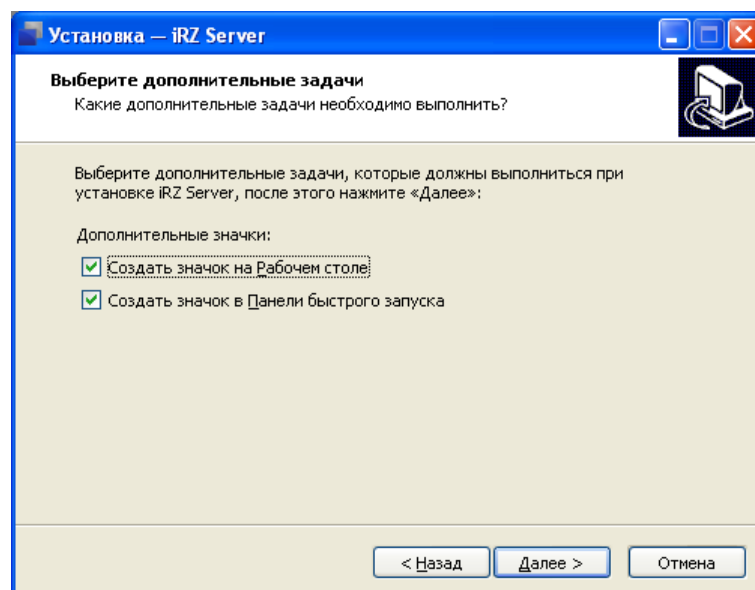 Установка — iRZ Server
Выберите дополнительные задачи
Какие дополнительные задачи необходимо выполнить?
Выберите дополнительные задачи, которые должны выполниться при
установке iRZ Server, после этого нажмите «Далее»:
Дополнительные значки:
Создать значок на Рабочем столе
Создать значок в Панели быстрого запуска
< Назад
Далее >
Отмена